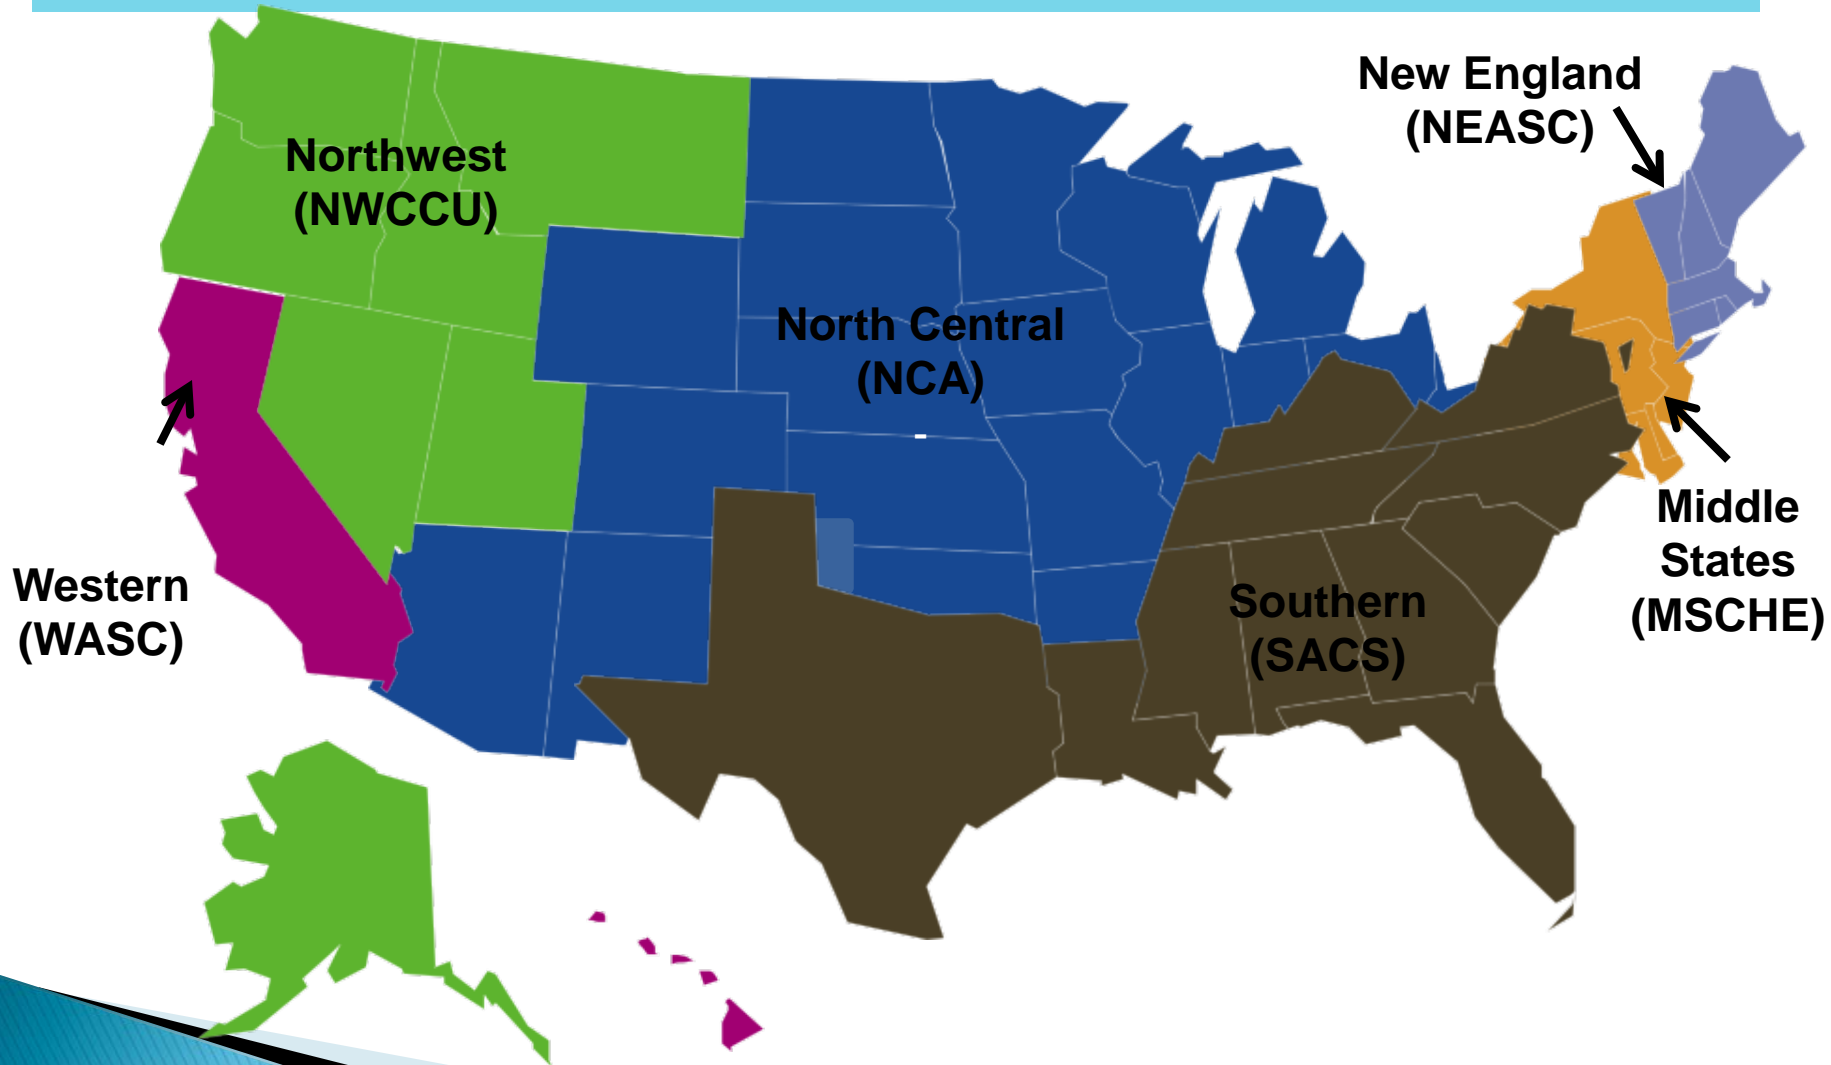 New England
(NEASC)
Northwest
(NWCCU)
North Central
(NCA)
Middle
States
(MSCHE)
Western
(WASC)
Southern
(SACS)